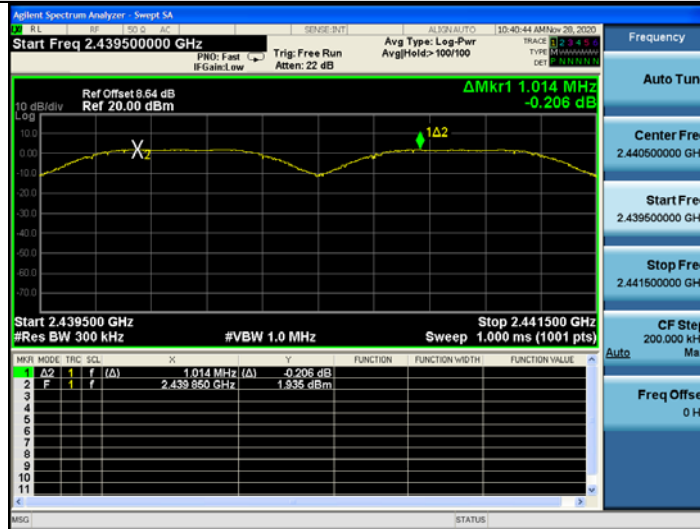 Agilent Spectrum Analyzer - Swept SA
RL RF 50 Ω AC SENSE:INT ALIGN AUTO 10:40:44 AM Nov 28, 2020
Start Freq 2.439500000 GHz
PNO: Fast
IFGain:Low
Trig: Free Run
Atten: 22 dB
Avg Type: Log-Pwr
Avg|Hold:> 100/100
TRACE 1 2 3 4 5 6
TYPE M
DET P N N N N N
ΔMkr1 1.014 MHz
-0.206 dB
Ref Offset 8.64 dB
10 dB/div Ref 20.00 dBm
Log
10.0
0.00
-10.0
-20.0
-30.0
-40.0
-50.0
-60.0
-70.0
X2
1Δ2
Start 2.439500 GHz Stop 2.441500 GHz
#Res BW 300 kHz #VBW 1.0 MHz Sweep 1.000 ms (1001 pts)
MKR MODE TRC SCL X Y FUNCTION FUNCTION WIDTH FUNCTION VALUE
1 Δ2 1 f (Δ) 1.014 MHz (Δ) -0.206 dB
2 F 1 f 2.439 850 GHz 1.935 dBm
3
4
5
6
7
8
9
10
11
MSG STATUS
Frequency
Auto Tun
Center Fre
2.440500000 GH
Start Fre
2.439500000 GH
Stop Fre
2.441500000 GH
CF Ste
200.000 kH
Auto Ma
Freq Offse
0 H